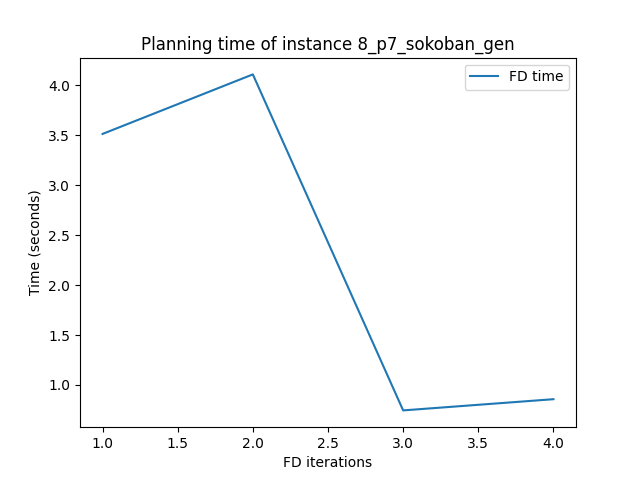 Planning time of instance 8_p7_sokoban_gen
FD time
Time (seconds)
4.0
3.5
3.0
2.5
2.0
1.5
1.0
1.0 1.5 2.0 2.5 3.0 3.5 4.0
FD iterations